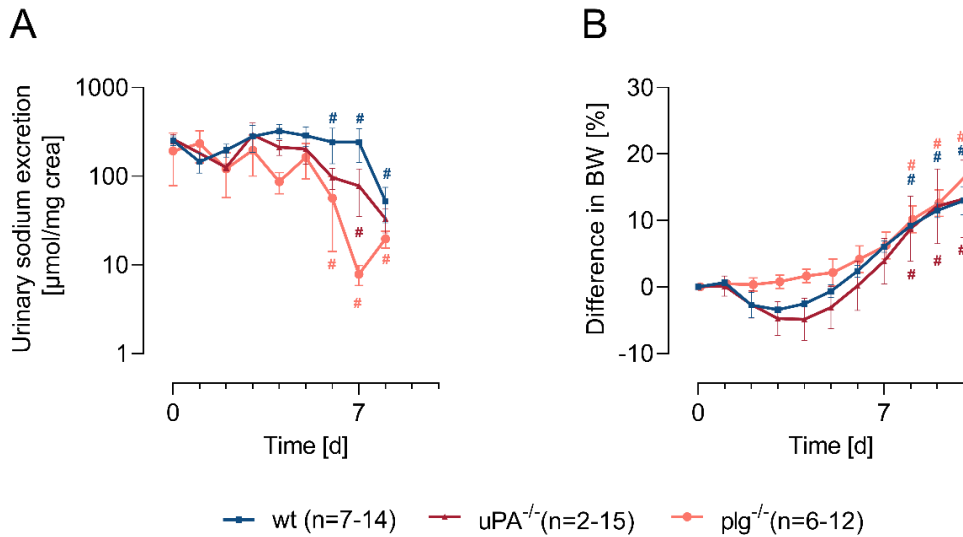 A
B
Urinary sodium excretion
[µmol/mg crea]
1000
100
10
1
#
#
#
#
#
#
#
0
7
Time [d]
Difference in BW [%]
30
20
10
0
-10
#
#
#
#
#
#
#
#
#
0
7
Time [d]
wt (n=7-14)
uPA-/-(n=2-15)
plg-/-(n=6-12)